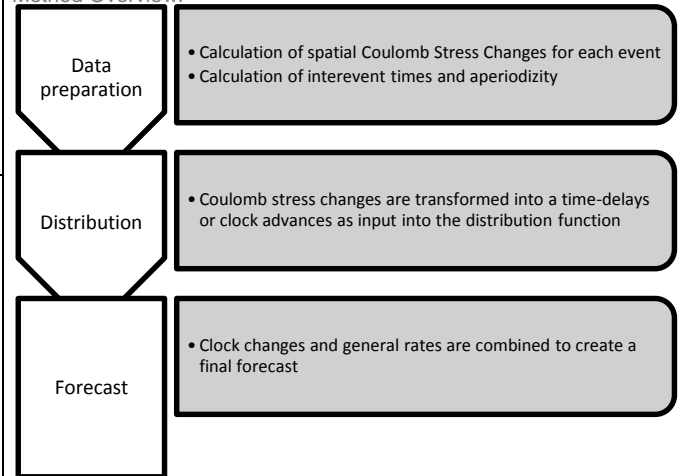 Method Overview:
Data
preparation
• Calculation of spatial Coulomb Stress Changes for each event
• Calculation of interevent times and aperiodizity
Distribution
• Coulomb stress changes are transformed into a time-delays
or clock advances as input into the distribution function
Forecast
• Clock changes and general rates are combined to create a
final forecast